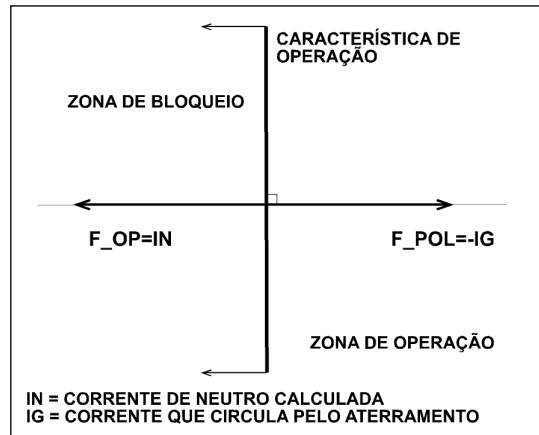 CARACTERÍSTICA DE
OPERAÇÃO
ZONA DE BLOQUEIO
F_OP=IN
F_POL=-IG
ZONA DE OPERAÇÃO
IN = CORRENTE DE NEUTRO CALCULADA
IG = CORRENTE QUE CIRCULA PELO ATERRAMENTO